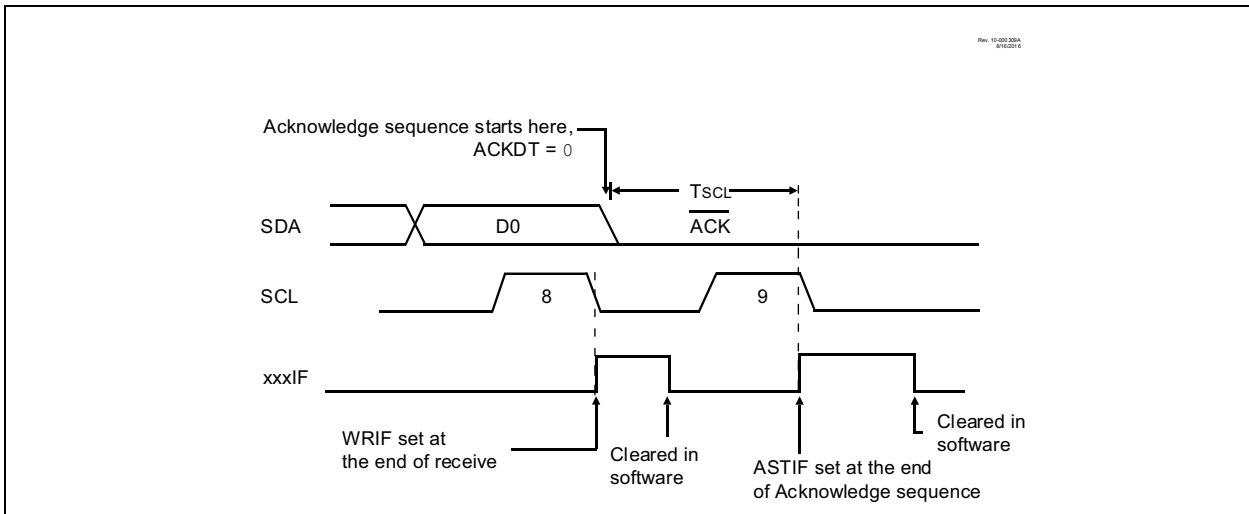 Rev. 10-000309A
8/16/2016
Acknowledge sequence starts here,
ACKDT = 0
TSCL
SDA
D0
ACK
SCL
8
9
xxxIF
WRIF set at
the end of receive
Cleared in
software
ASTIF set at the end
of Acknowledge sequence
Cleared in
software